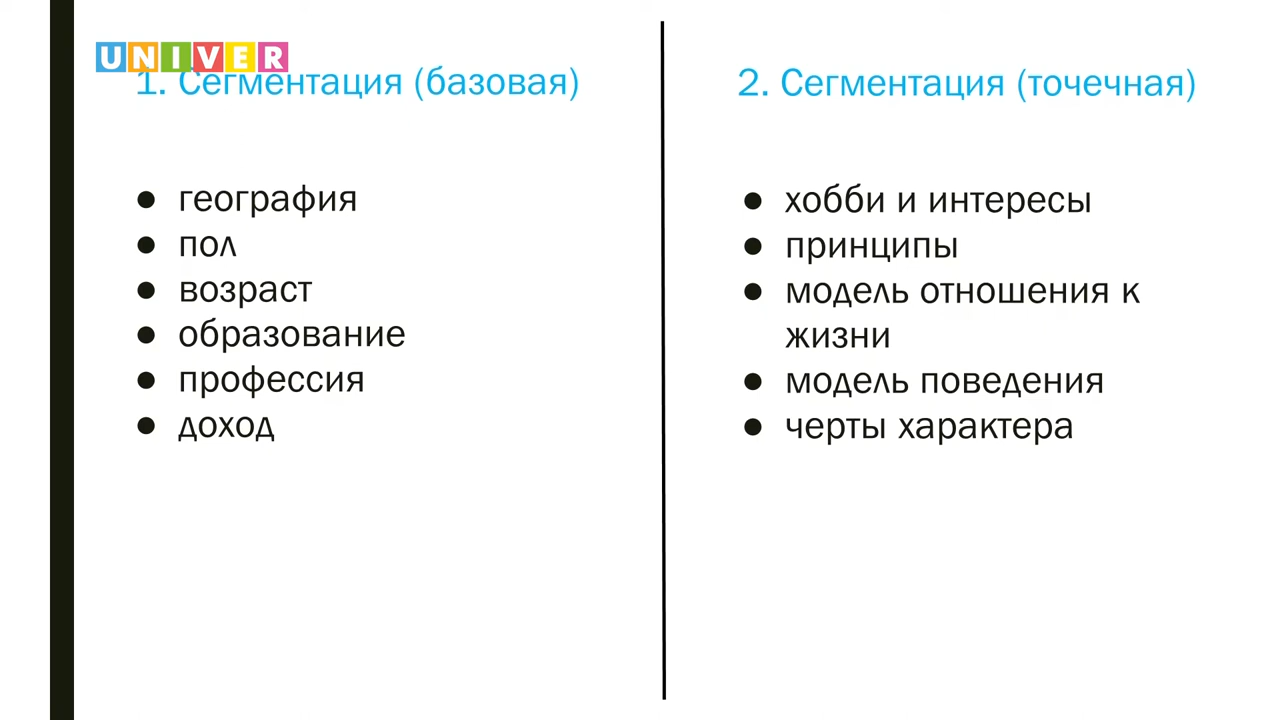 UNIVER
1. Сегментация (базовая)
● география
● пол
● возраст
● образование
● профессия
● доход
2. Сегментация (точечная)
● хобби и интересы
● принципы
● модель отношения к
жизни
● модель поведения
● черты характера